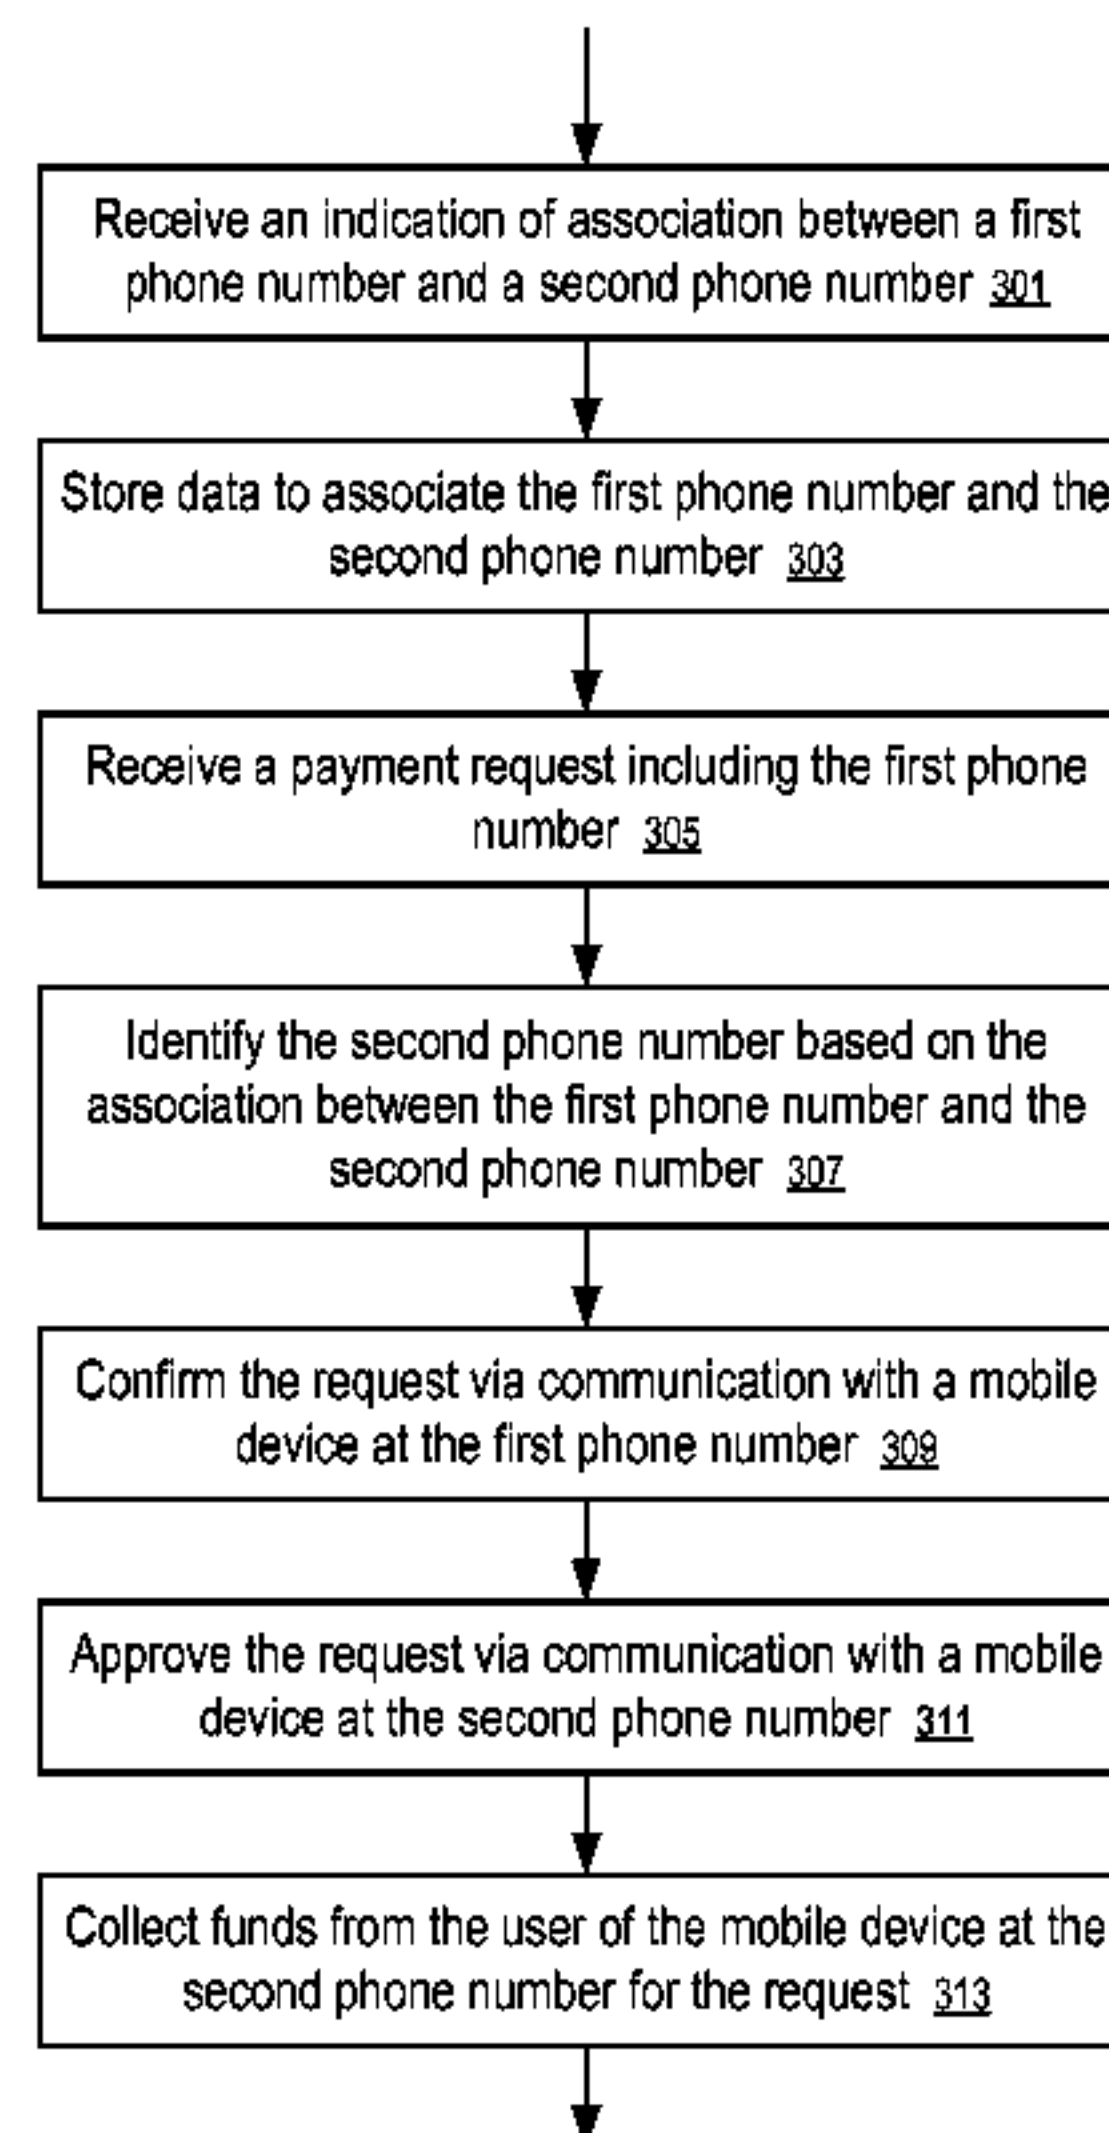 Receive an indication of association between a first
phone number and a second phone number 301
Store data to associate the first phone number and the
second phone number 303
Receive a payment request including the first phone
number 305
Identify the second phone number based on the
association between the first phone number and the
second phone number 307
Confirm the request via communication with a mobile
device at the first phone number 309
Approve the request via communication with a mobile
device at the second phone number 311
Collect funds from the user of the mobile device at the
second phone number for the request 313